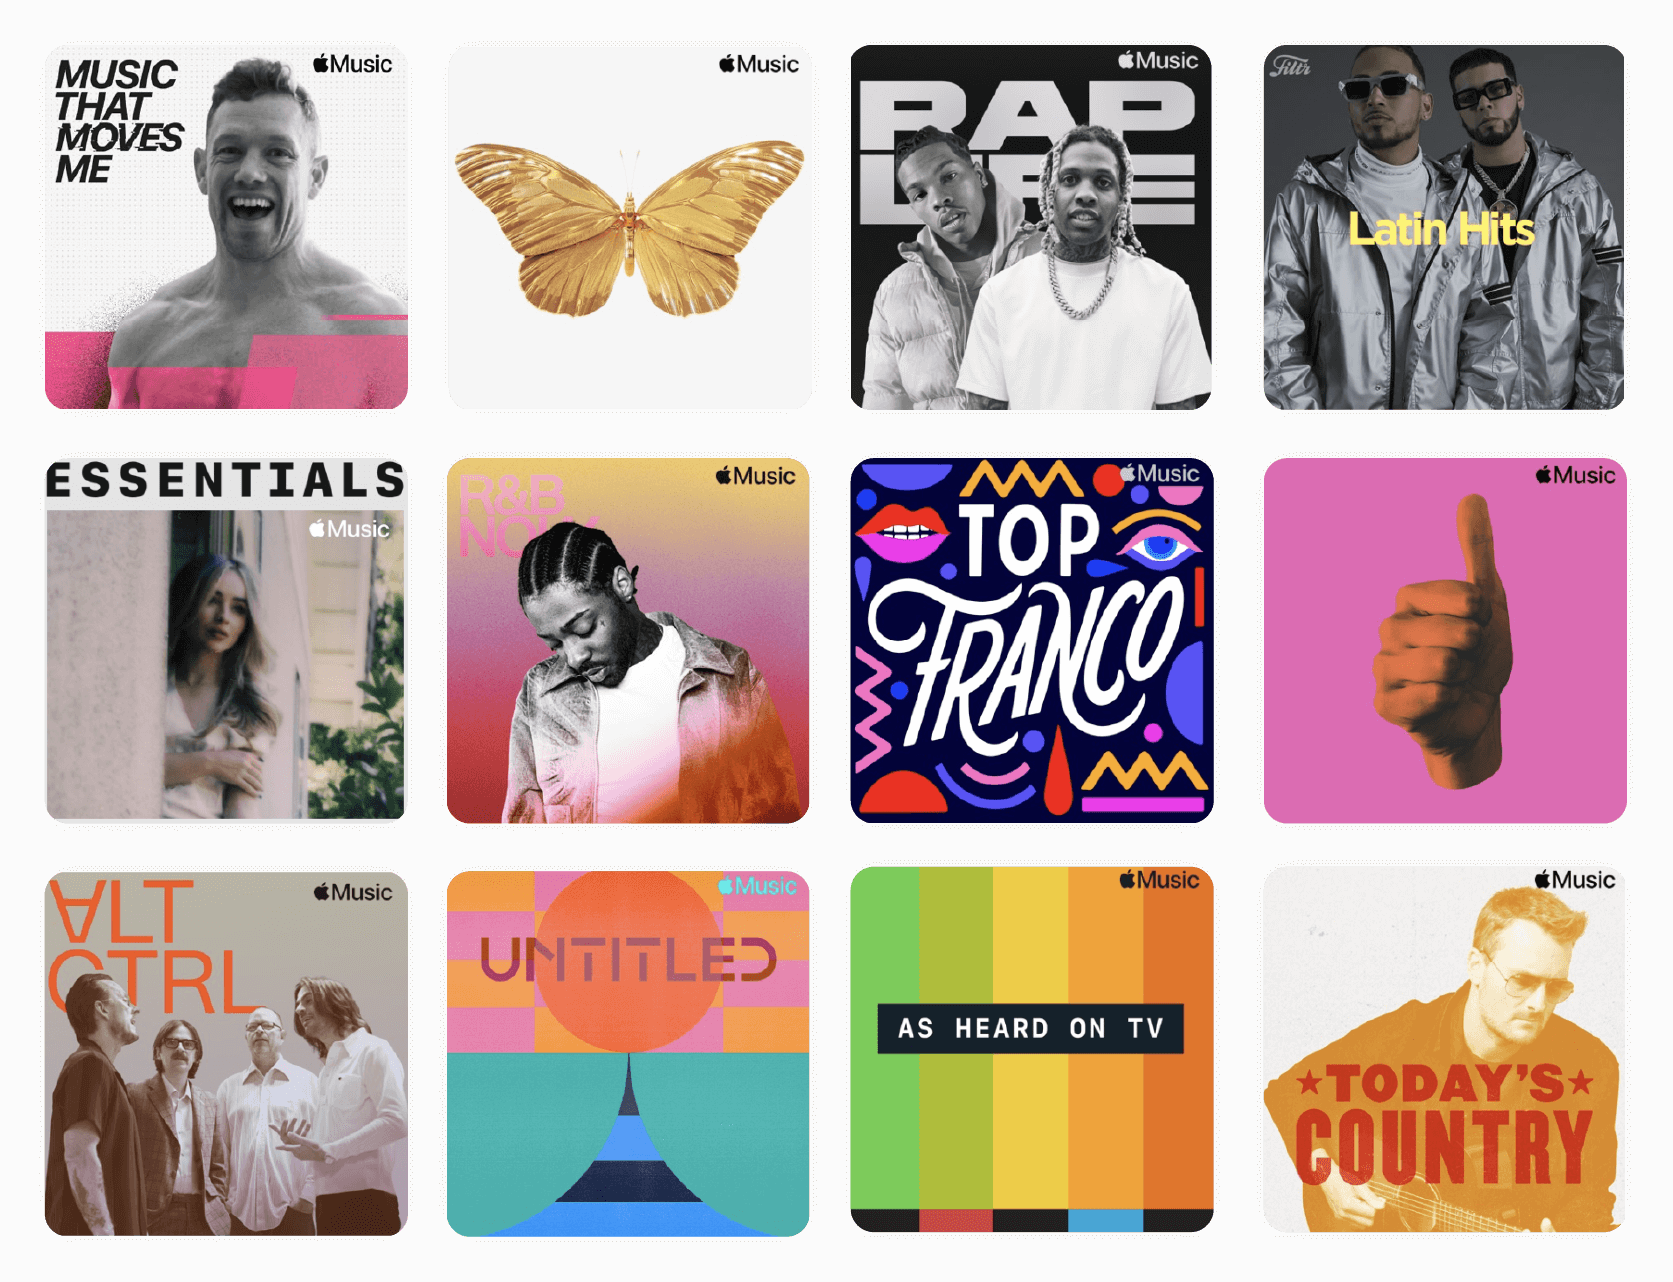 MUSIC
THAT
MOVES
ME
Music
Music
Music
RAP
LIFE
Filtr
Latin Hits
ESSENTIALS
Music
Music
R&B
NOW
Music
TOP
FRANCO
Music
Music
ALT
CTRL
Music
UNTITLED
Music
AS HEARD ON TV
Music
TODAY'S
COUNTRY